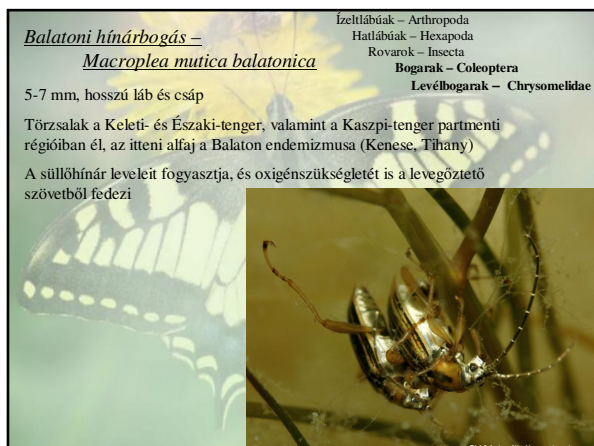 Balatoni hínárbogás –
Macroplea mutica balatonica
Ízeltlábúak – Arthropoda
Hatlábúak – Hexapoda
Rovarok – Insecta
Bogarak – Coleoptera
Levélbogarak – Chrysomelidae
5-7 mm, hosszú láb és csáp
Törzsalak a Keleti- és Északi-tenger, valamint a Kaszpi-tenger partmenti
régióiban él, az itteni alfaj a Balaton endemizmusa (Kenese, Tihany)
A süllőhínár leveleit fogyasztja, és oxigénszükségletét is a levegőztető
szövetből fedezi